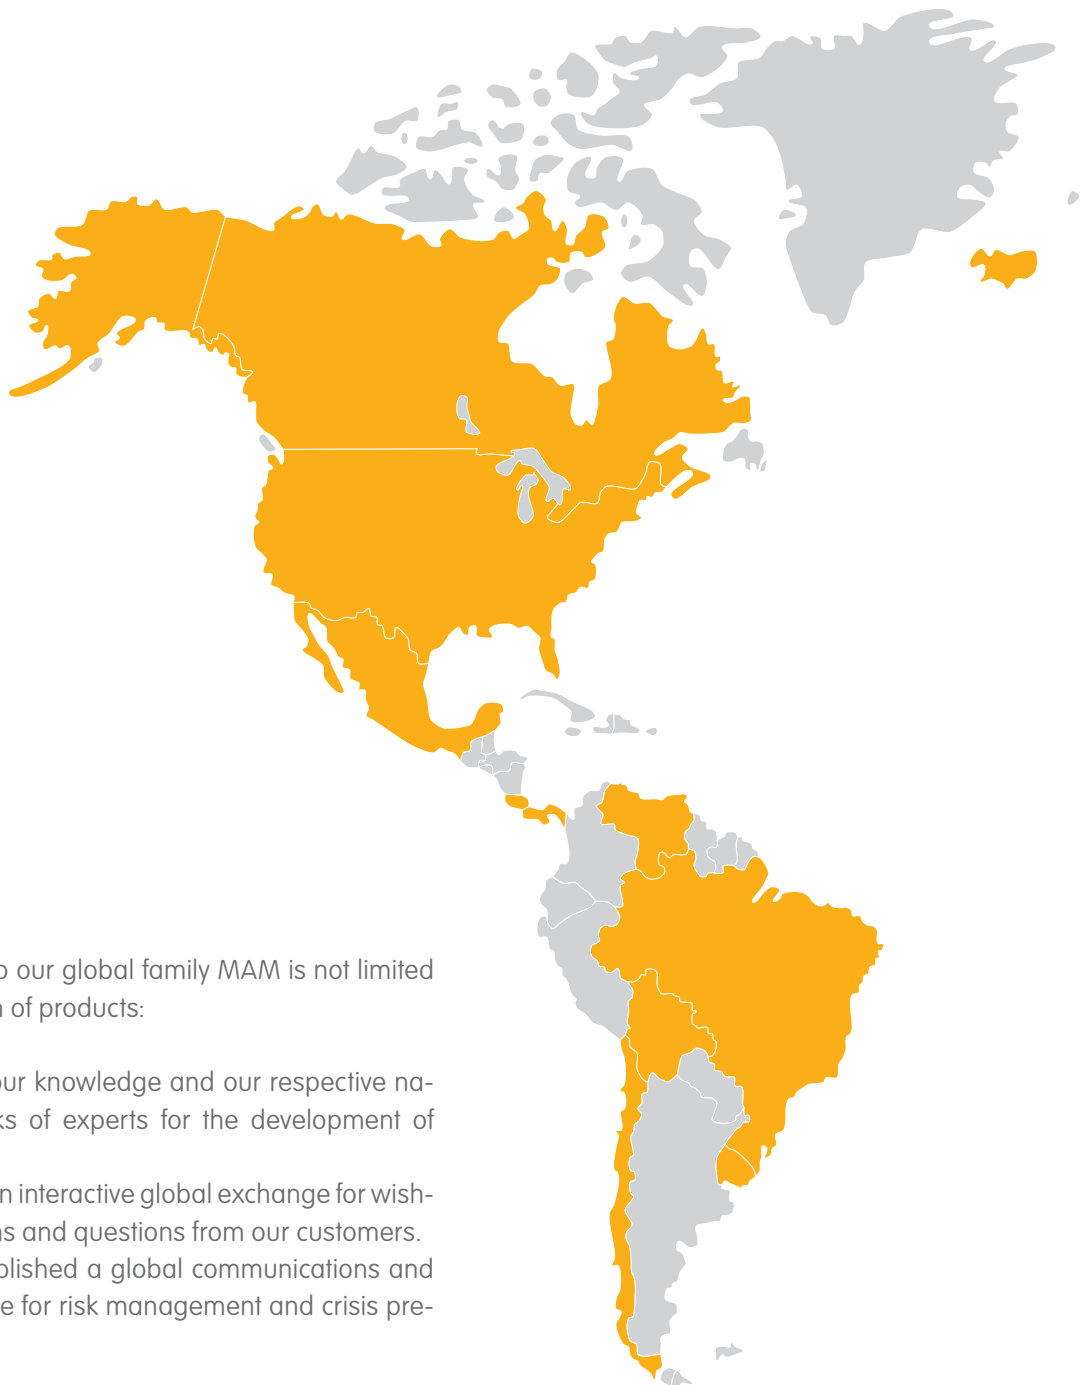 our global family MAM is not limited
of products:
our knowledge and our respective na-
of experts for the development of
interactive global exchange for wish-
and questions from our customers.
a global communications and
for risk management and crisis pre-